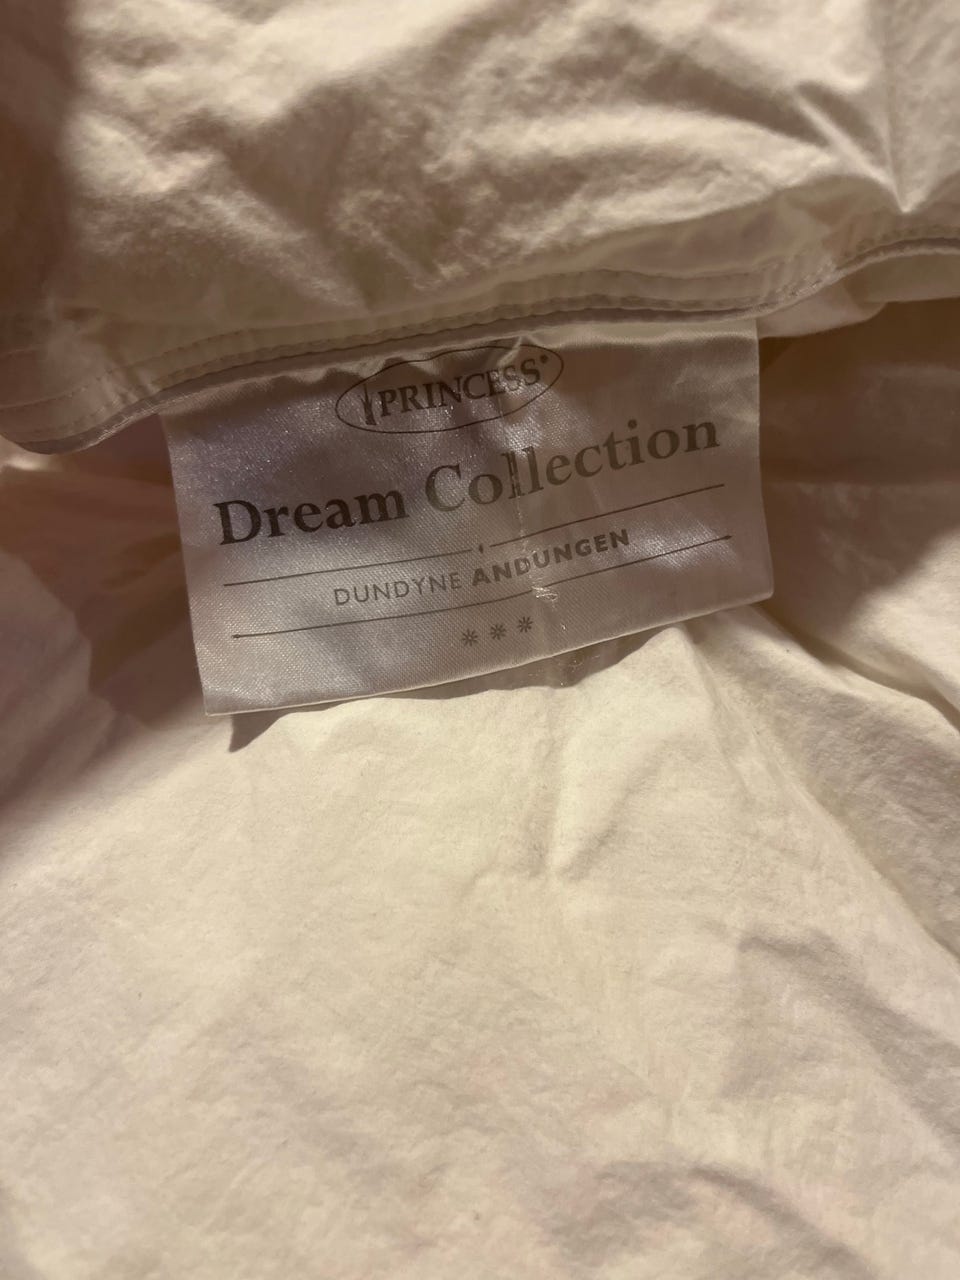 PRINCESS®
Dream Collection
DUNDYNE ANDUNGEN
***